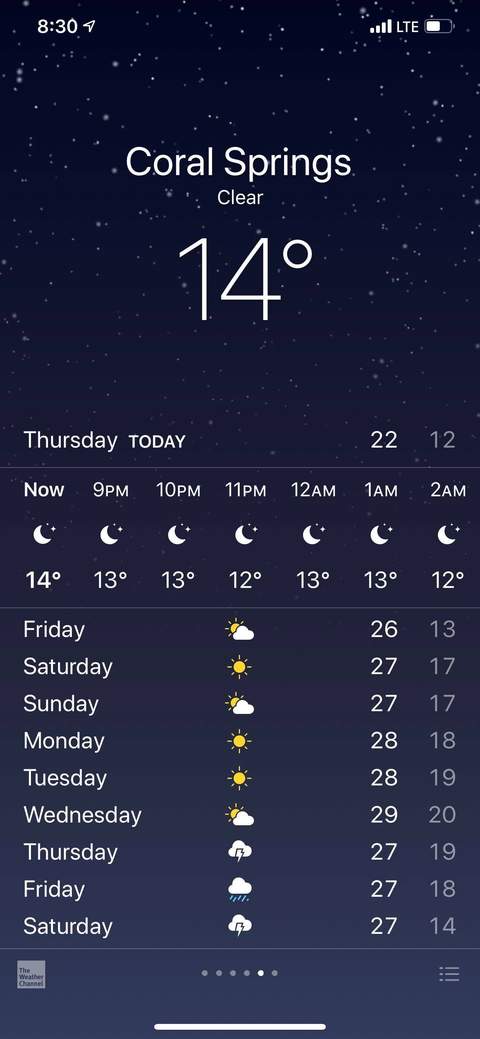 8:30 LTE
Coral Springs
Clear
14°
Thursday TODAY 22 12
Now 9PM 10PM 11PM 12AM 1AM 2AM
14° 13° 13° 12° 13° 13° 12°
Friday 26 13
Saturday 27 17
Sunday 27 17
Monday 28 18
Tuesday 28 19
Wednesday 29 20
Thursday 27 19
Friday 27 18
Saturday 27 14
The
Weather
Channel